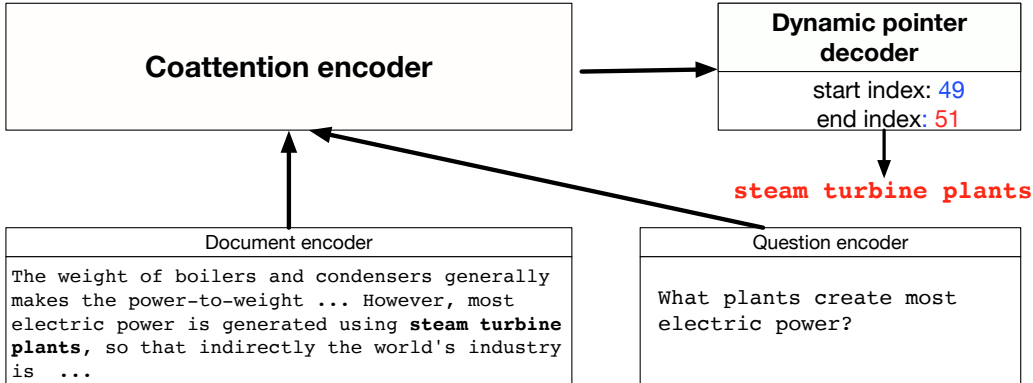 Coattention encoder
Dynamic pointer
decoder
start index: 49
end index: 51
steam turbine plants
Document encoder
The weight of boilers and condensers generally
makes the power-to-weight ... However, most
electric power is generated using steam turbine
plants, so that indirectly the world's industry
is ...
Question encoder
What plants create most
electric power?